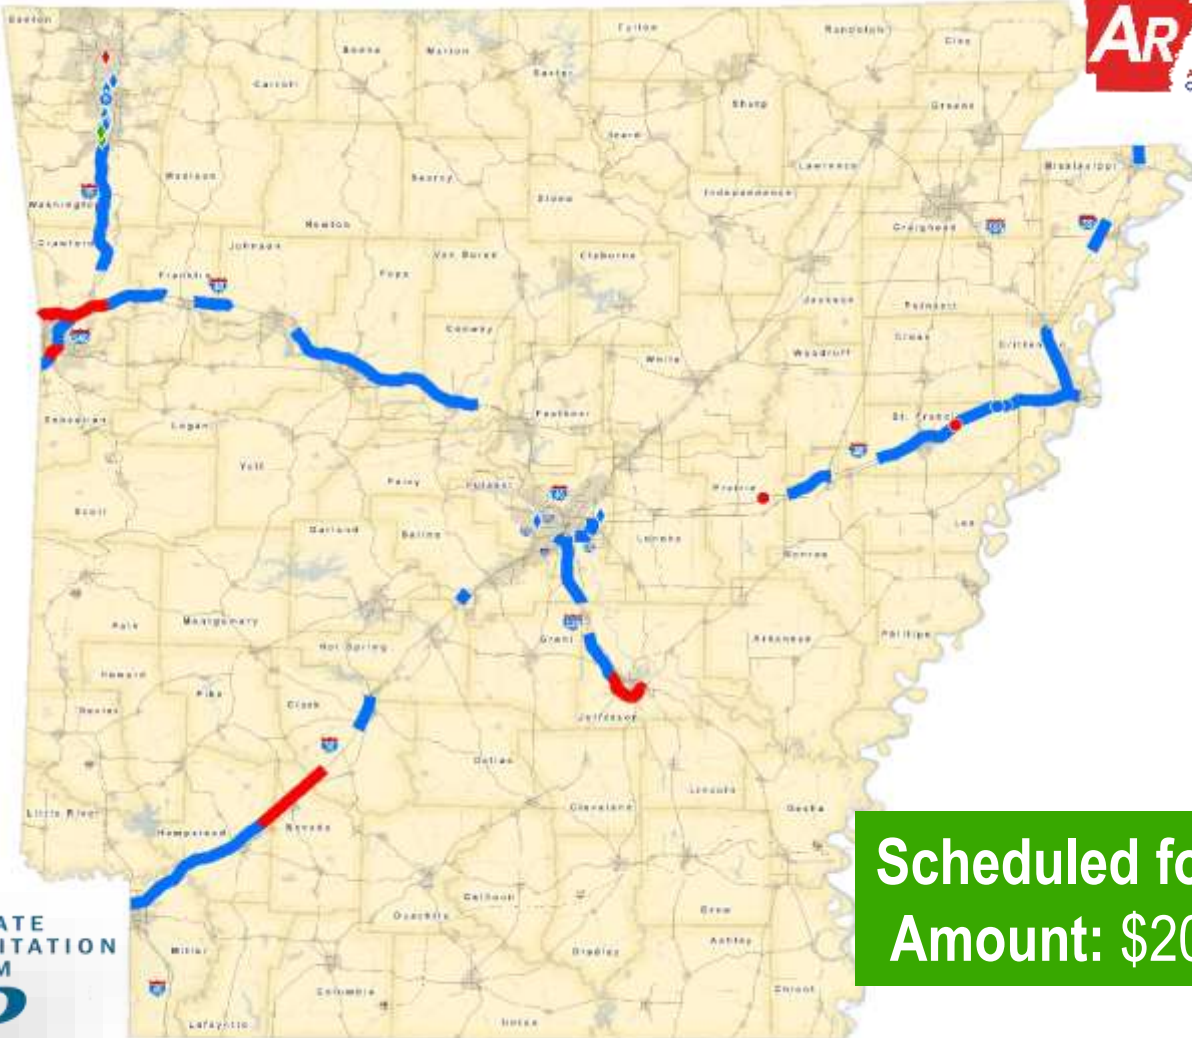 Benton
Boone
Marion
Fulton
Randolph
Clay
AR
Carroll
Baxter
Sharp
Greene
Izard
Lawrence
Mississippi
Madison
Searcy
Stone
Independence
Washington
Newton
Craighead
Crawford
Johnson
Franklin
Pope
Van Buren
Cleburne
Jackson
Poinsett
Conway
White
Woodruff
Cross
Crittenden
Sebastian
Logan
Faulkner
St. Francis
Yell
Perry
Pulaski
Prairie
Scott
Garland
Saline
Lonoke
Lee
Monroe
Polk
Montgomery
Hot Spring
Grant
Arkansas
Phillips
Howard
Pike
Clark
Sevier
Jefferson
Dallas
Lincoln
Desha
Little River
Hempstead
Nevada
Cleveland
Scheduled fo
Amount: $20
Calhoun
Ouachita
Drew
ATE
ITATION
M
Miller
Bradley
Ashley
Columbia
Chicot
Lafayette
Union